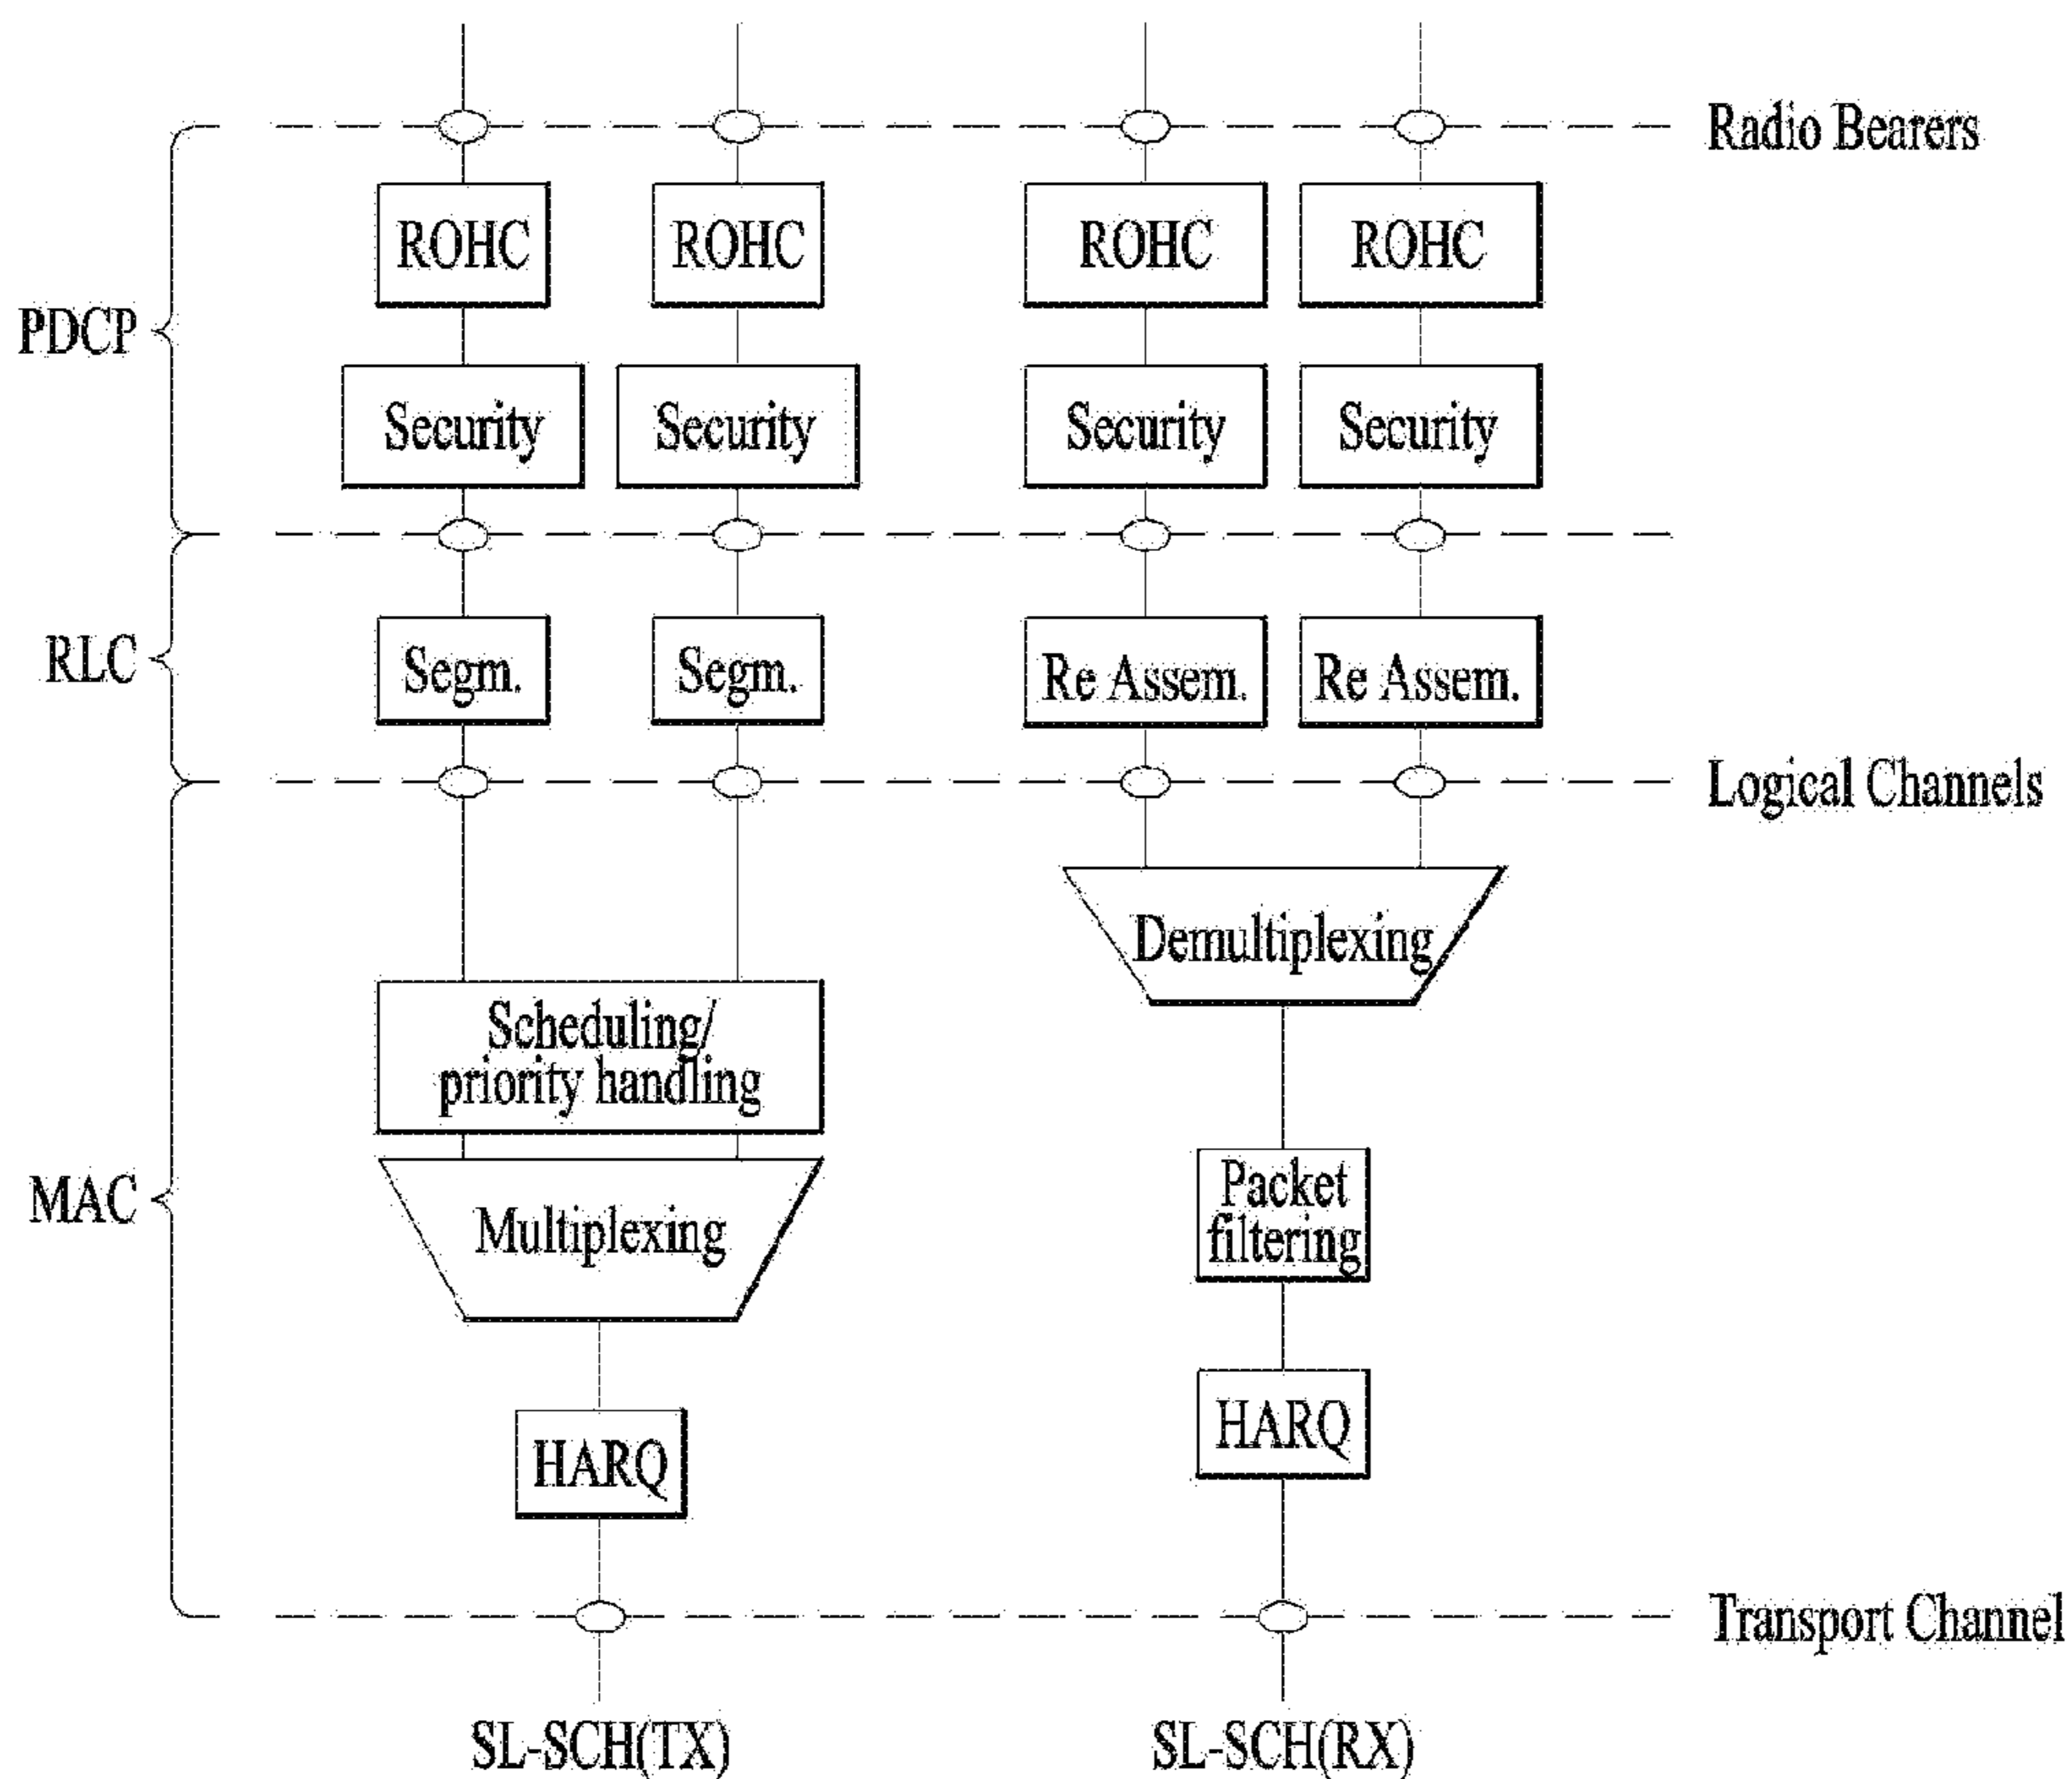 Radio Bearers
ROHC
ROHC
ROHC
ROHC
PDCP
Security
Security
Security
Security
RLC
Segm.
Segm.
Re Assem.
Re Assem.
Logical Channels
Demultiplexing
Scheduling/
priority handling
MAC
Multiplexing
Packet
filtering
HARQ
HARQ
Transport Channel
SL-SCH(TX)
SL-SCH(RX)